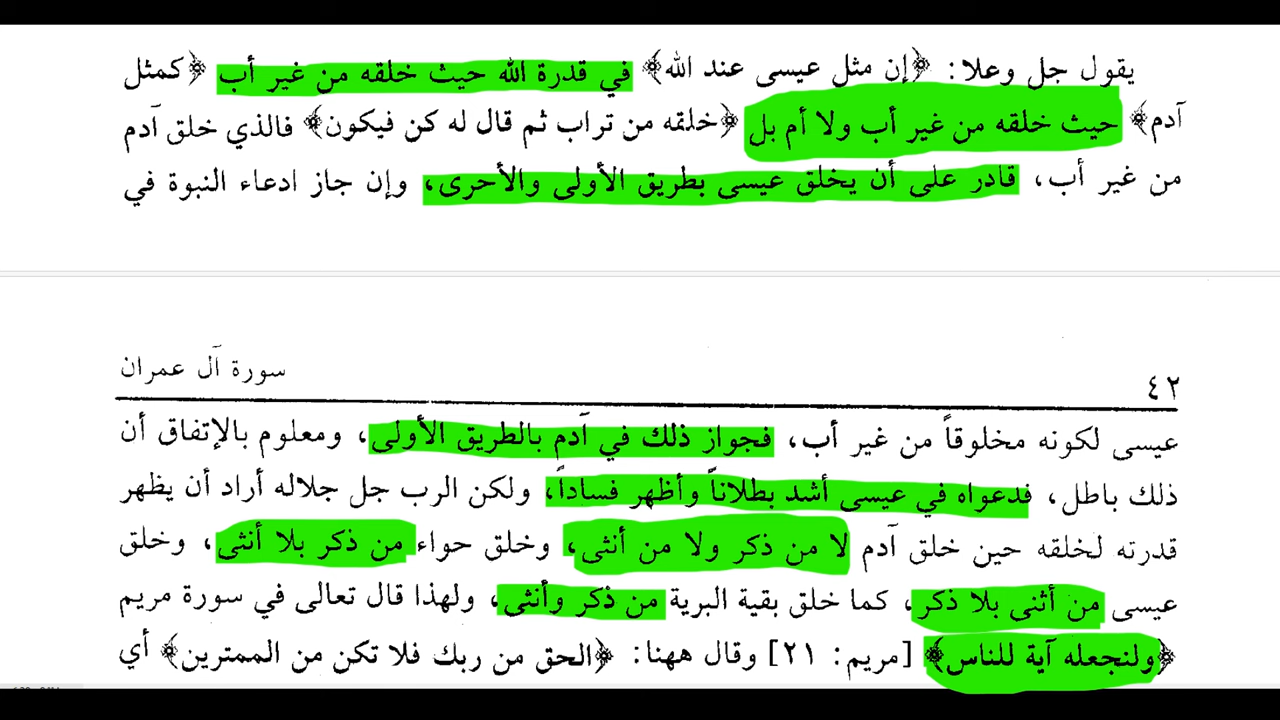 يقول جل وعلا: ﴿إن مثل عيسى عند الله﴾ في قدرة الله حيث خلقه من غير أب ﴿كمثل
آدم﴾ حيث خلقه من غير أب ولا أم بل ﴿خلقه من تراب ثم قال له كن فيكون﴾ فالذي خلق آدم
من غير أب، قادر على أن يخلق عيسى بطريق الأولى والأحرى، وإن جاز ادعاء النبوة في
سورة آل عمران
٤٢
عيسى لكونه مخلوقاً من غير أب، فجواز ذلك في آدم بالطريق الأولى، ومعلوم بالإتفاق أن
ذلك باطل، فدعواه في عيسى أشد بطلاناً وأظهر فساداً، ولكن الرب جل جلاله أراد أن يظهر
قدرته لخلقه حين خلق آدم لا من ذكر ولا من أنثى، وخلق حواء من ذكر بلا أنثى، وخلق
عيسى من أثنى بلا ذكر، كما خلق بقية البرية من ذكر وأنثى، ولهذا قال تعالى في سورة مريم
﴿ولنجعله آية للناس﴾ [مريم: ٢١] وقال ههنا: ﴿الحق من ربك فلا تكن من الممترين﴾ أي